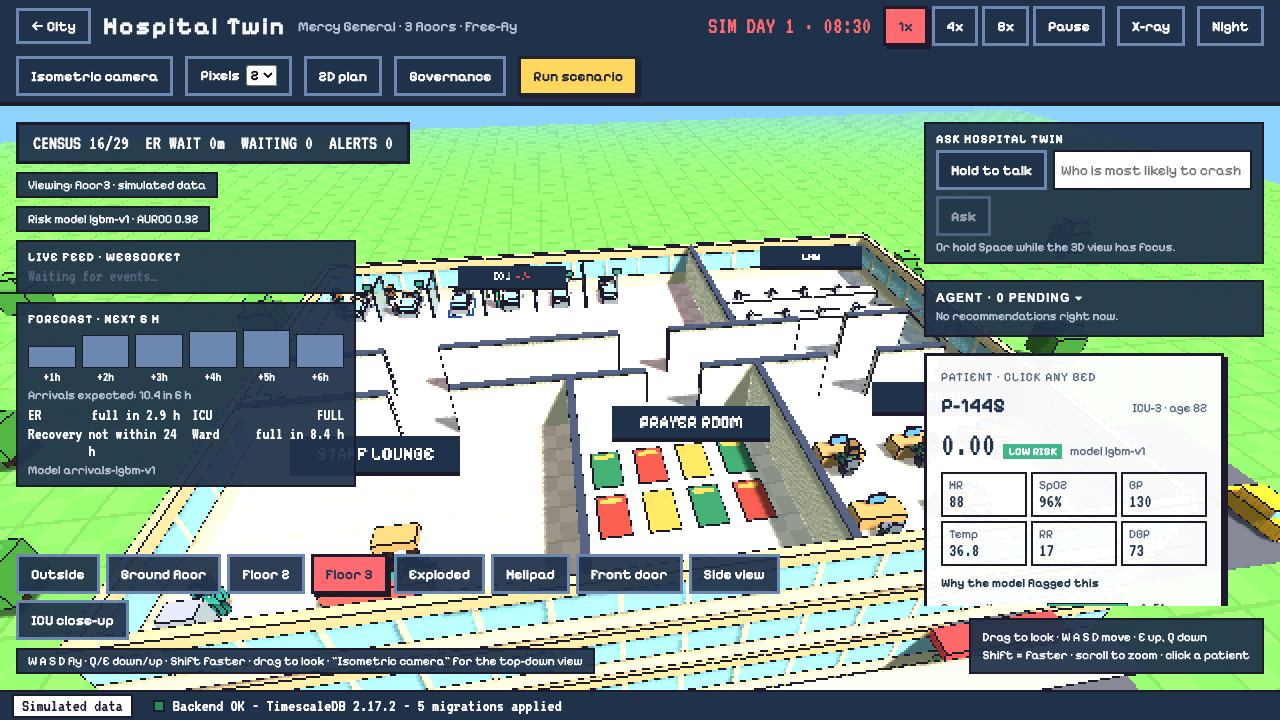 ← City
Hospital Twin
Mercy General · 3 floors · Free-fly
SIM DAY 1 · 08:30
1x
4x
8x
Pause
X-ray
Night
Isometric camera
Pixels 2
2D plan
Governance
Run scenario
CENSUS 16/29 ER WAIT 0m WAITING 0 ALERTS 0
Viewing: floor3 · simulated data
Risk model lgbm-v1 · AUROC 0.92
LIVE FEED · WEBSOCKET
Waiting for events…
FORECAST · NEXT 6 H
+1h +2h +3h +4h +5h +6h
Arrivals expected: 10.4 in 6 h
ER full in 2.9 h ICU FULL
Recovery not within 24 h Ward full in 8.4 h
Model arrivals-lgbm-v1
ASK HOSPITAL TWIN
Hold to talk
Who is most likely to crash
Ask
Or hold Space while the 3D view has focus.
AGENT · 0 PENDING
No recommendations right now.
PATIENT · CLICK ANY BED
P-1445
ICU-3 · age 82
0.00 LOW RISK model lgbm-v1
HR
88
SpO2
96%
BP
130
Temp
36.8
RR
17
DBP
73
Why the model flagged this
PRAYER ROOM
F LOUNGE
Outside
Ground floor
Floor 2
Floor 3
Exploded
Helipad
Front door
Side view
ICU close-up
W A S D fly · Q/E down/up · Shift faster · drag to look · "Isometric camera" for the top-down view
Drag to look · W A S D move · E up, Q down
Shift = faster · scroll to zoom · click a patient
Simulated data
Backend OK - TimescaleDB 2.17.2 - 5 migrations applied